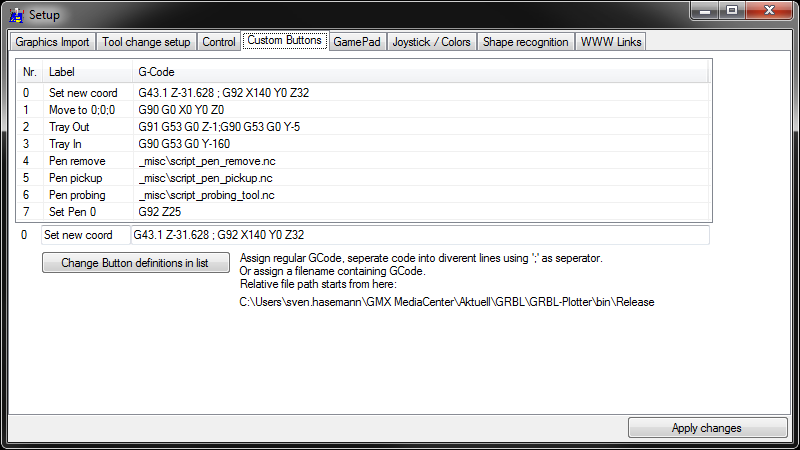 Setup
Graphics Import Tool change setup Control Custom Buttons GamePad Joystick / Colors Shape recognition WWW Links
Nr. Label G-Code
0 Set new coord G43.1 Z-31.628 ; G92 X140 Y0 Z32
1 Move to 0;0;0 G90 G0 X0 Y0 Z0
2 Tray Out G91 G53 G0 Z-1;G90 G53 G0 Y-5
3 Tray In G90 G53 G0 Y-160
4 Pen remove _misc\script_pen_remove.nc
5 Pen pickup _misc\script_pen_pickup.nc
6 Pen probing _misc\script_probing_tool.nc
7 Set Pen 0 G92 Z25
0 Set new coord G43.1 Z-31.628 ; G92 X140 Y0 Z32
Change Button definitions in list
Assign regular GCode, seperate code into diverent lines using ';' as seperator.
Or assign a filename containing GCode.
Relative file path starts from here:
C:\Users\sven.hasemann\GMX MediaCenter\Aktuell\GRBL\GRBL-Plotter\bin\Release
Apply changes